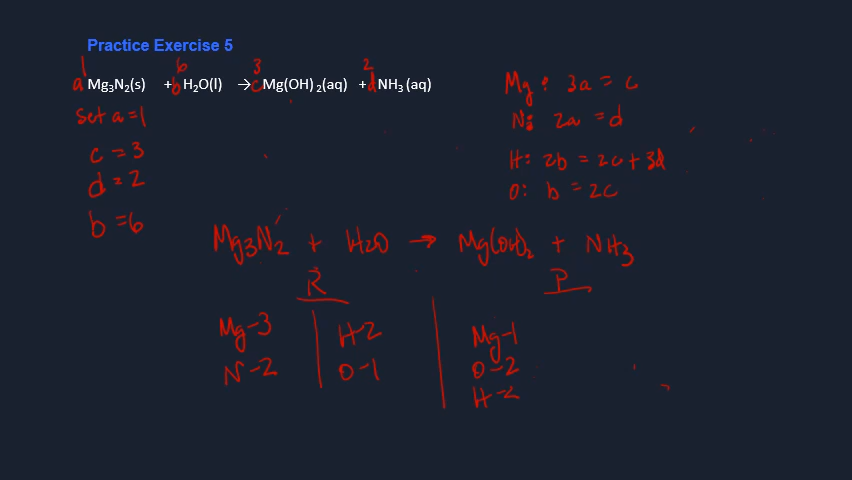 Practice Exercise 5
1 6 3 2
a Mg₃N₂(s) + b H₂O(l) → c Mg(OH)₂(aq) + d NH₃(aq)
Set a = 1
c = 3
d = 2
b = 6
Mg: 3a = c
N: 2a = d
H: 2b = 2c + 3d
O: b = 2c
Mg₃N₂ + H₂O → Mg(OH)₂ + NH₃
R P
Mg-3 H-2 Mg-1
N-2 O-1 O-2
H-2